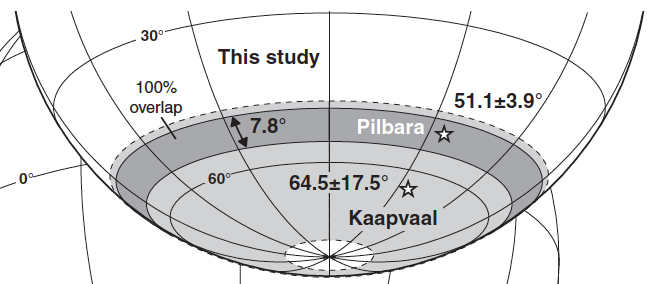 30°
This study
100%
overlap
51.1±3.9°
7.8°
Pilbara
0°
60°
64.5±17.5°
Kaapvaal